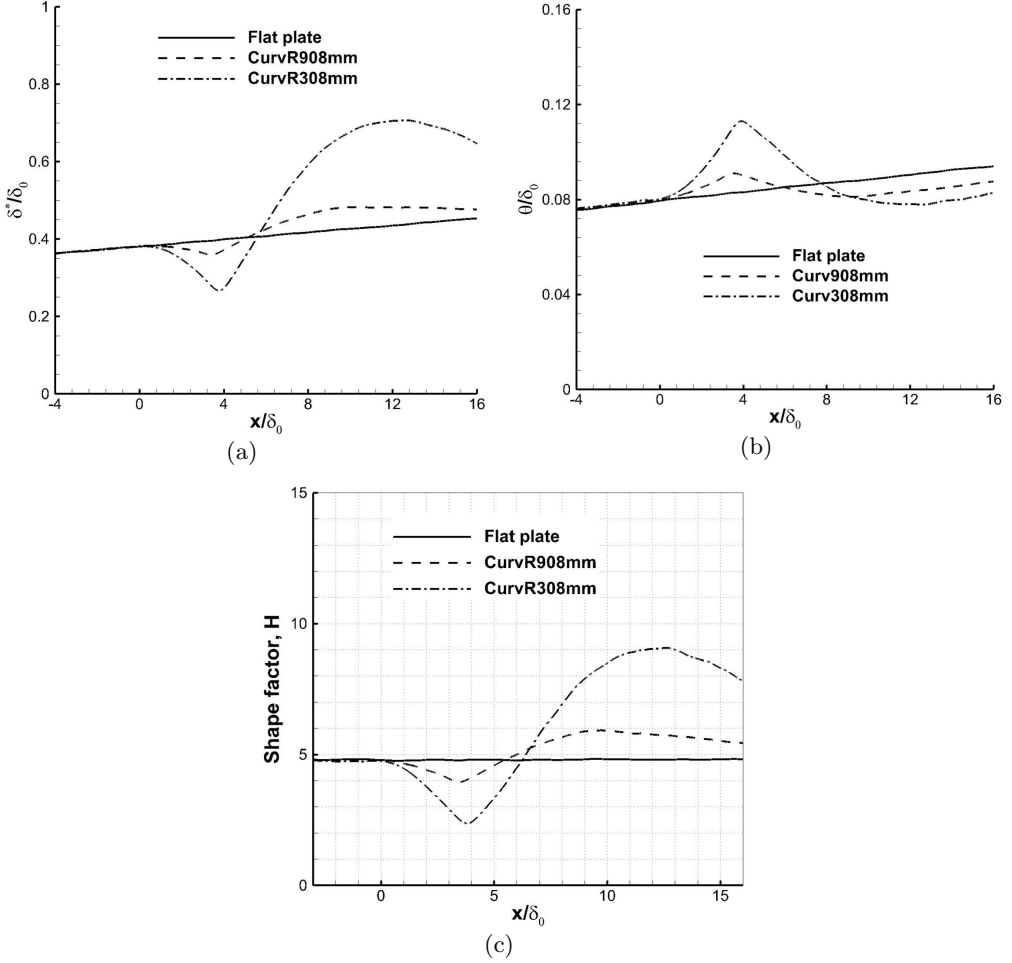 1
0.8
0.6
0.4
0.2
0
δ*/δ₀
Flat plate
CurvR908mm
CurvR308mm
-4 0 4 8 12 16
x/δ₀
(a)
0.16
0.12
0.08
0.04
0
θ/δ₀
Flat plate
Curv908mm
Curv308mm
-4 0 4 8 12 16
x/δ₀
(b)
15
10
5
0
Shape factor, H
Flat plate
CurvR908mm
CurvR308mm
0 5 10 15
x/δ₀
(c)